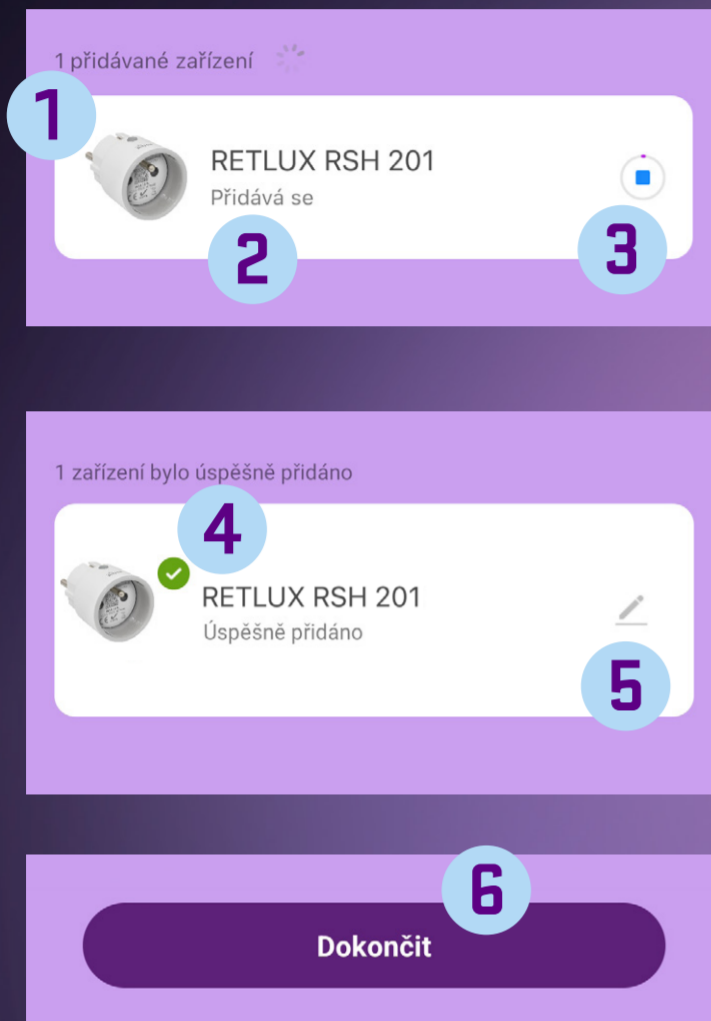 1 přidávané zařízení
1
RETLUX RSH 201
Přidává se
2
3
1 zařízení bylo úspěšně přidáno
4
RETLUX RSH 201
Úspěšně přidáno
5
6
Dokončit